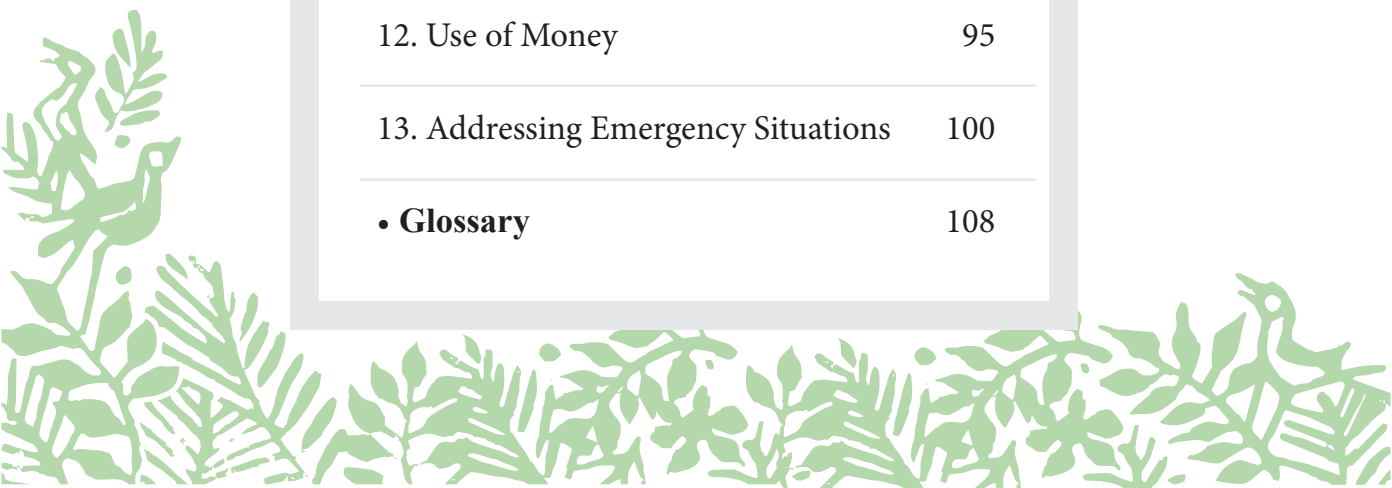 12. Use of Money 95
13. Addressing Emergency Situations 100
• Glossary 108